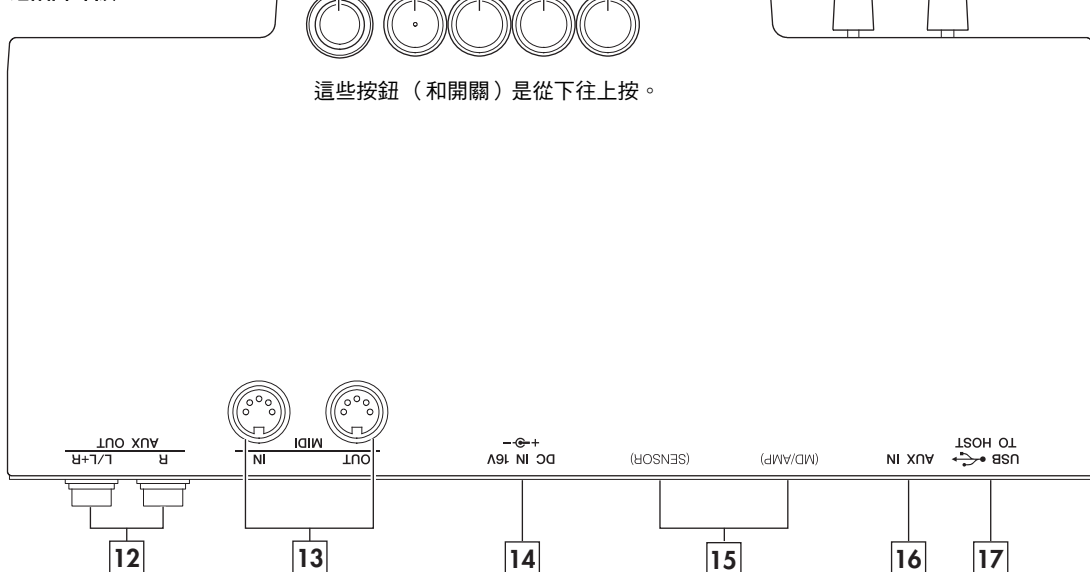 這些按鈕（和開關）是從下往上按。
AUX OUT
L/L+R R
MIDI
IN OUT
DC IN 16V
(SENSOR)
(MD/AMP)
AUX IN
USB
TO HOST
12
13
14
15
16
17